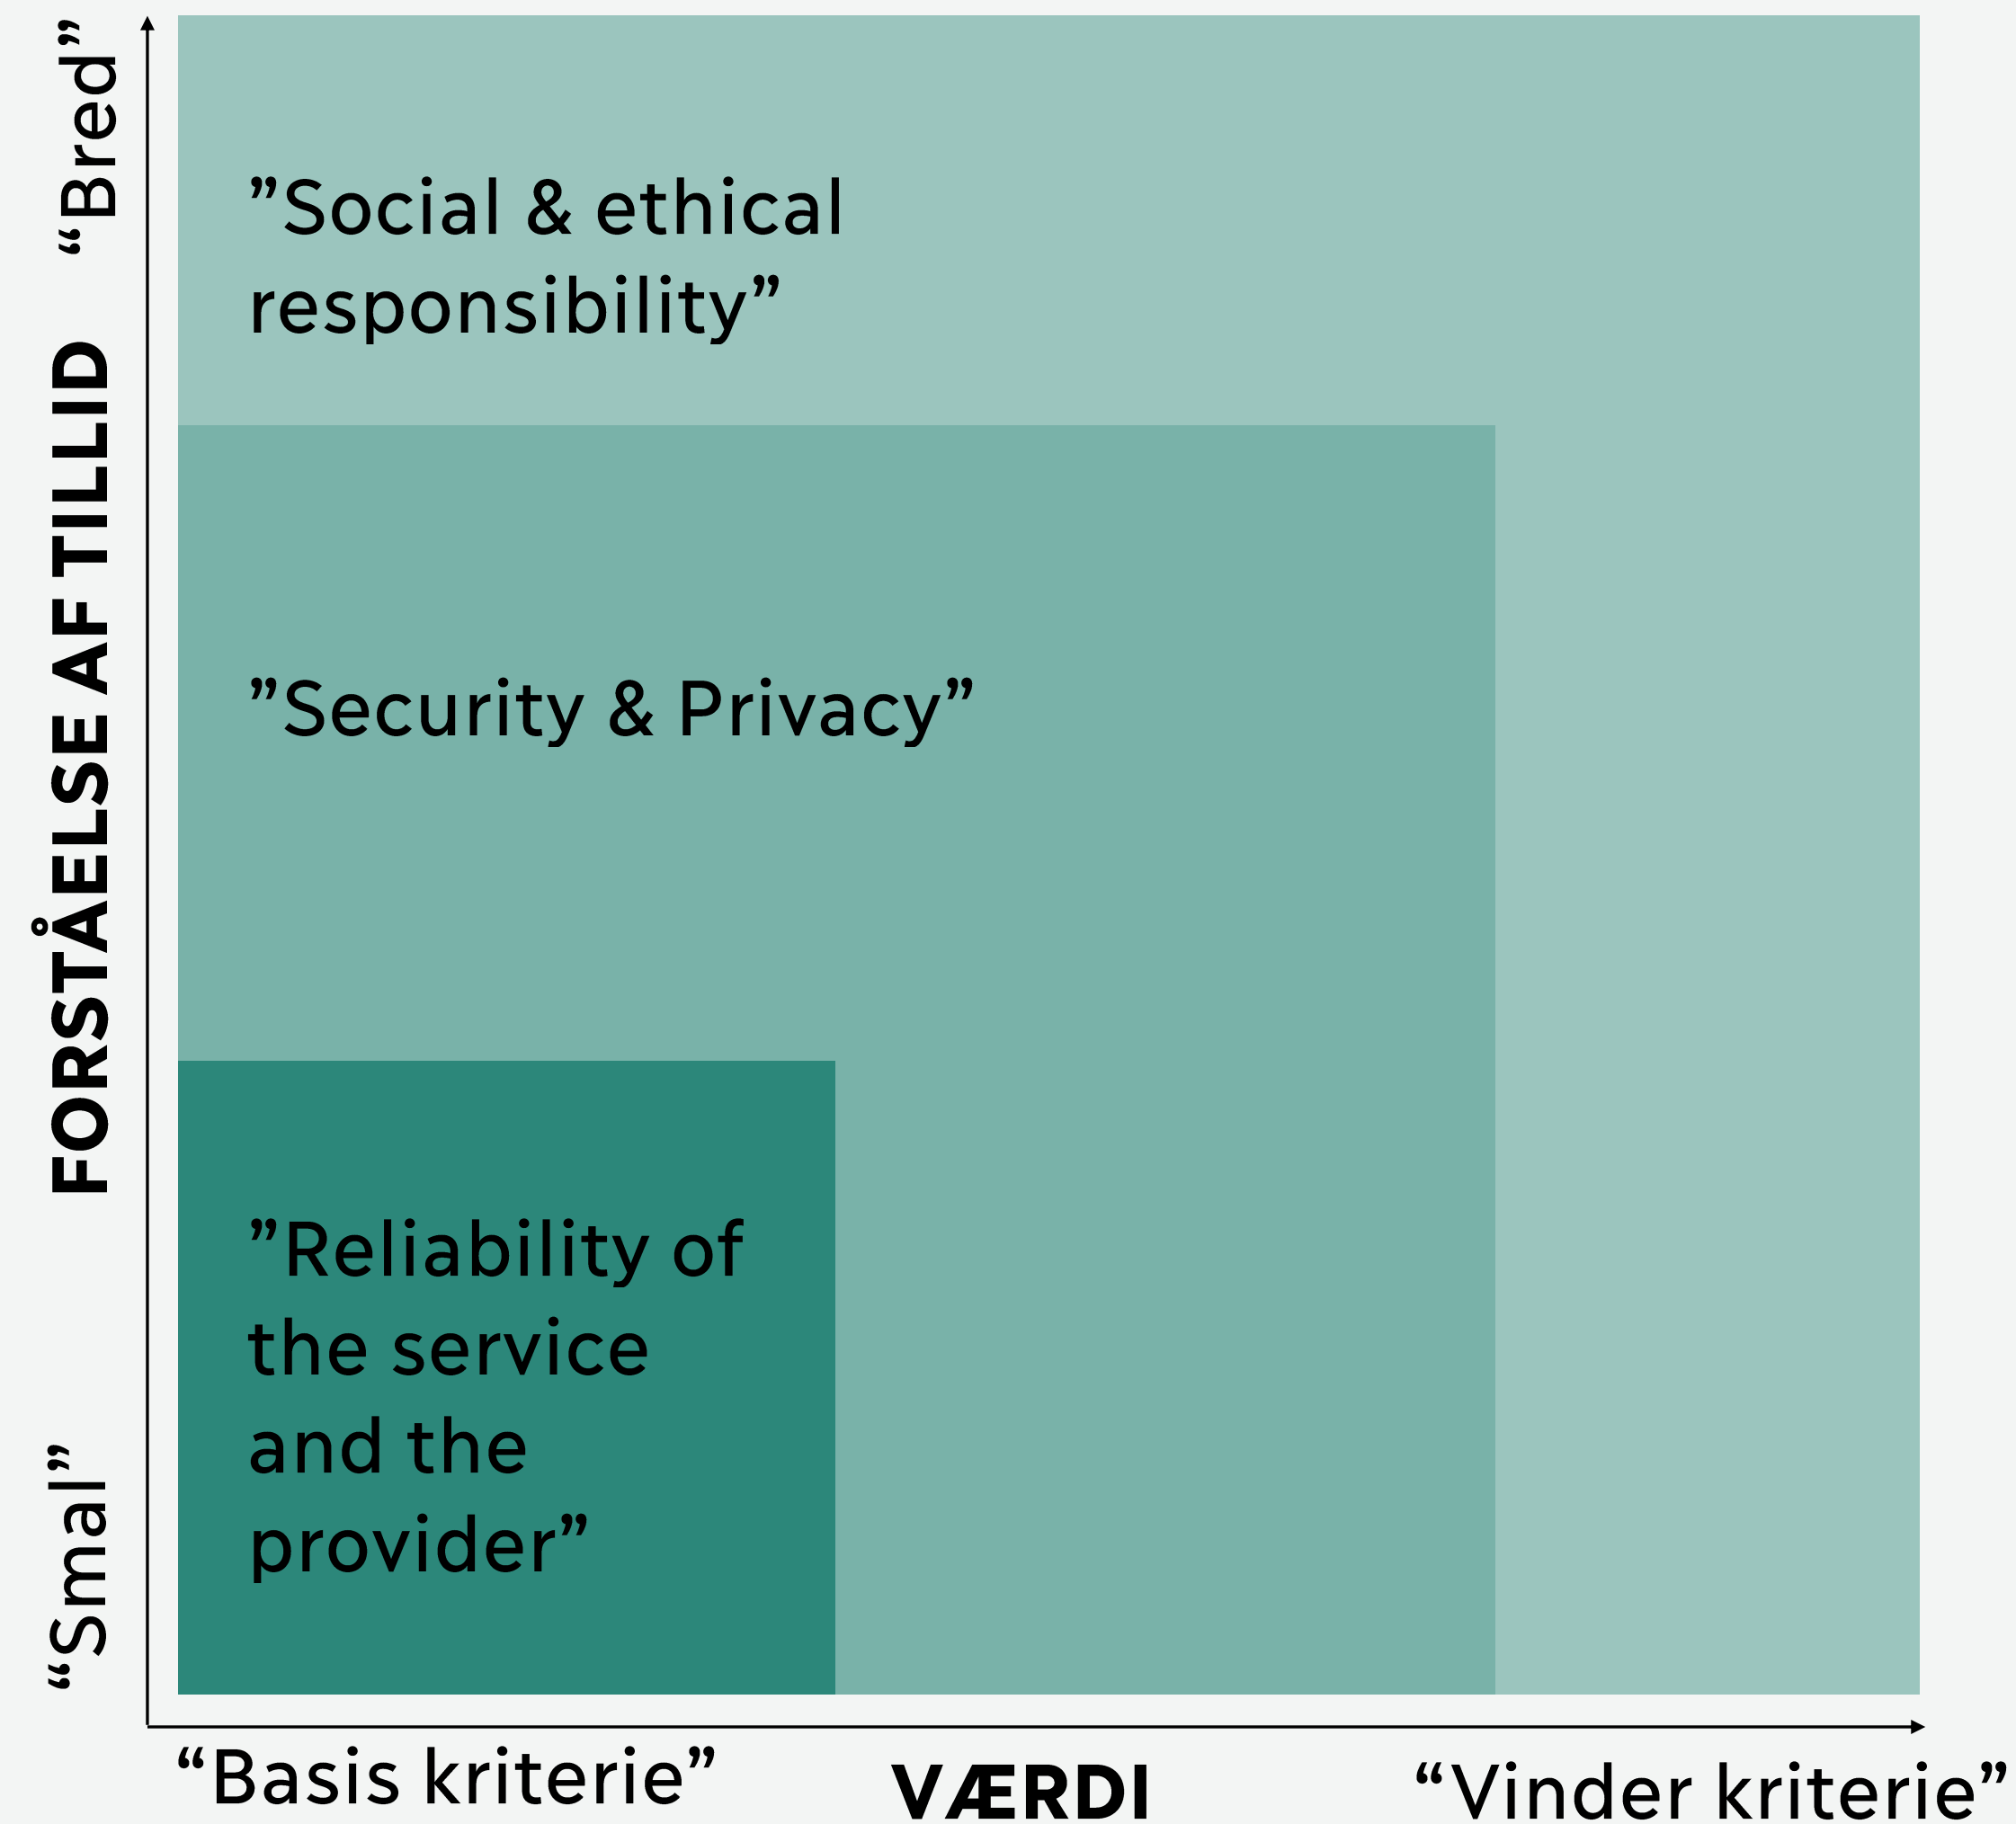 “Bred”
FORSTÅELSE AF TILLID
“Smal”
”Social & ethical
responsibility”
”Security & Privacy”
”Reliability of
the service
and the
provider”
“Basis kriterie”
VÆRDI
“Vinder kriterie”